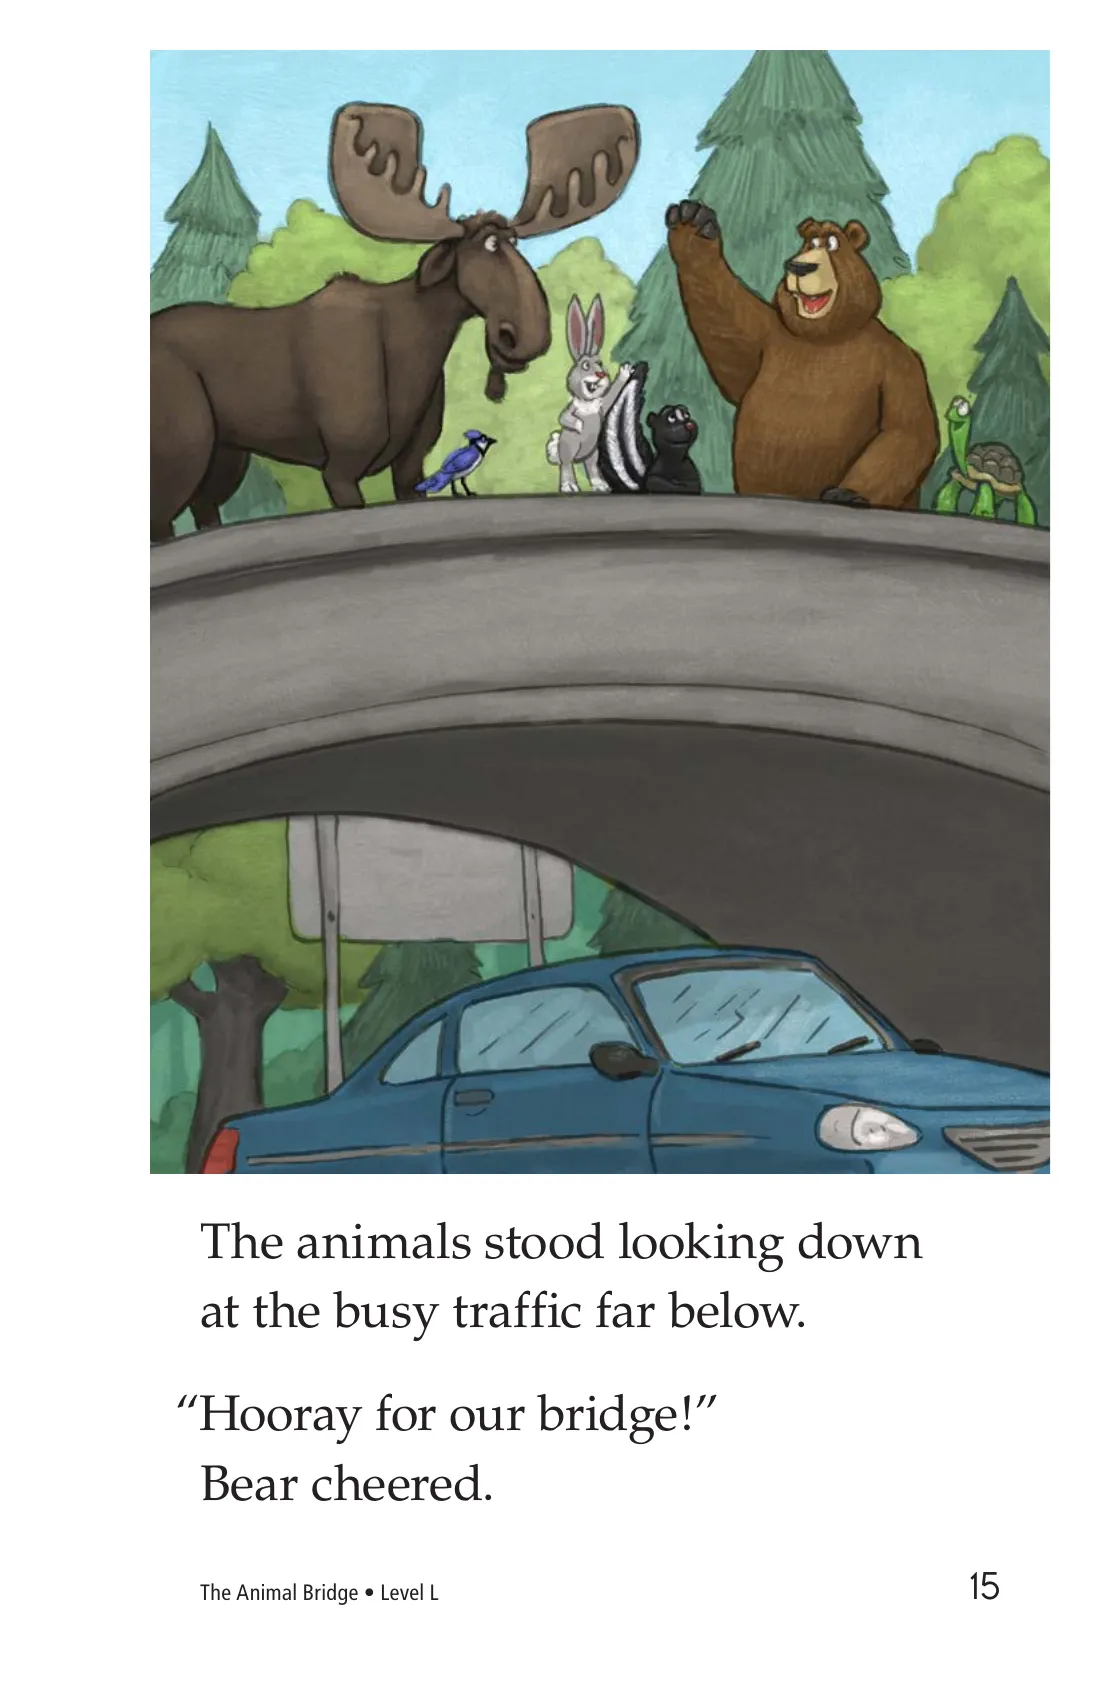 The animals stood looking down
at the busy traffic far below.
“Hooray for our bridge!”
Bear cheered.
The Animal Bridge • Level L
15